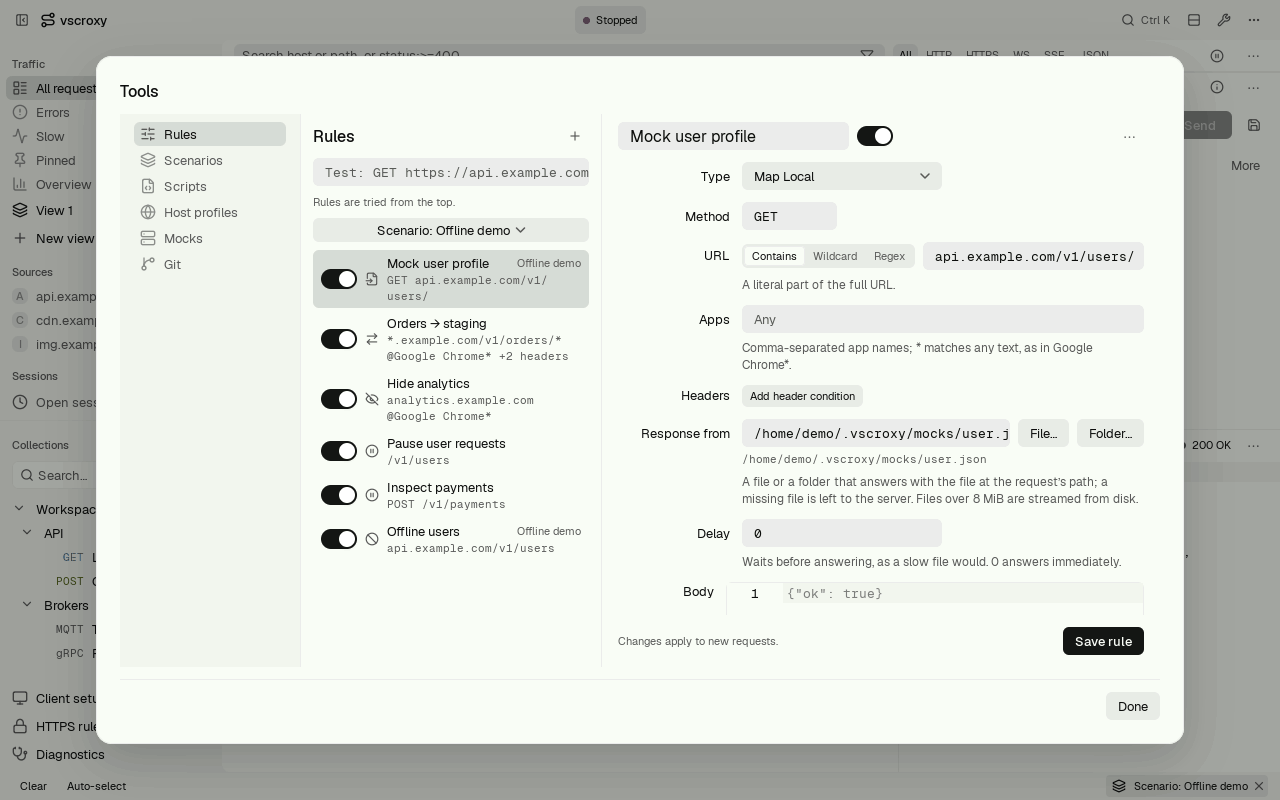 vscroxy
Stopped
Ctrl K
Traffic
All
Errors
Slow
Pinned
Overview
View 1
New view
Sources
A
C
I
Sessions
Open
Collections
Search...
API
GET
POST
Brokers
MQTT
gRPC
Client
HTTPS
Diagnostics
Clear
Auto-select
Send
More
200 OK
Scenario: Offline demo
Tools
Rules
Scenarios
Scripts
Host profiles
Mocks
Git
Rules
Test: GET https://api.example.com
Rules are tried from the top.
Scenario: Offline demo
Mock user profile Offline demo
GET api.example.com/v1/
users/
Orders → staging
*.example.com/v1/orders/*
@Google Chrome* +2 headers
Hide analytics
analytics.example.com
@Google Chrome*
Pause user requests
/v1/users
Inspect payments
POST /v1/payments
Offline users Offline demo
api.example.com/v1/users
Mock user profile
Type Map Local
Method GET
URL Contains Wildcard Regex api.example.com/v1/users/
A literal part of the full URL.
Apps Any
Comma-separated app names; * matches any text, as in Google
Chrome*.
Headers Add header condition
Response from /home/demo/.vscroxy/mocks/user.j File... Folder...
/home/demo/.vscroxy/mocks/user.json
A file or a folder that answers with the file at the request's path; a
missing file is left to the server. Files over 8 MiB are streamed from disk.
Delay 0
Waits before answering, as a slow file would. 0 answers immediately.
Body 1 {"ok": true}
Changes apply to new requests. Save rule
Done